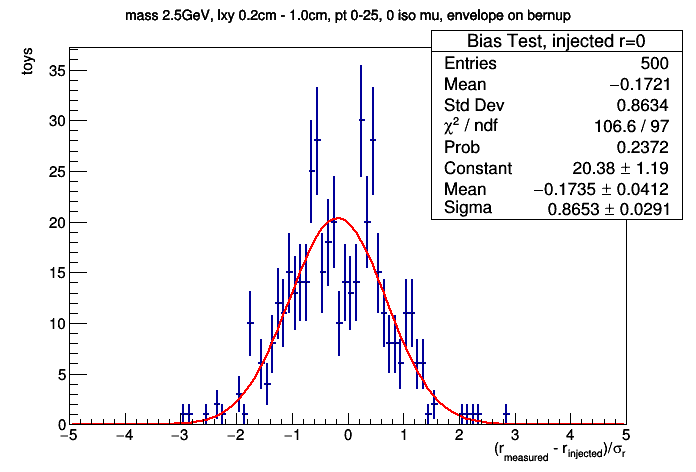 mass 2.5GeV, lxy 0.2cm - 1.0cm, pt 0-25, 0 iso mu, envelope on bernup
Bias Test, injected r=0
Entries 500
Mean −0.1721
Std Dev 0.8634
χ² / ndf 106.6 / 97
Prob 0.2372
Constant 20.38 ± 1.19
Mean −0.1735 ± 0.0412
Sigma 0.8653 ± 0.0291
toys
35
30
25
20
15
10
5
0
−5 −4 −3 −2 −1 0 1 2 3 4 5
(r_measured - r_injected)/σ_r